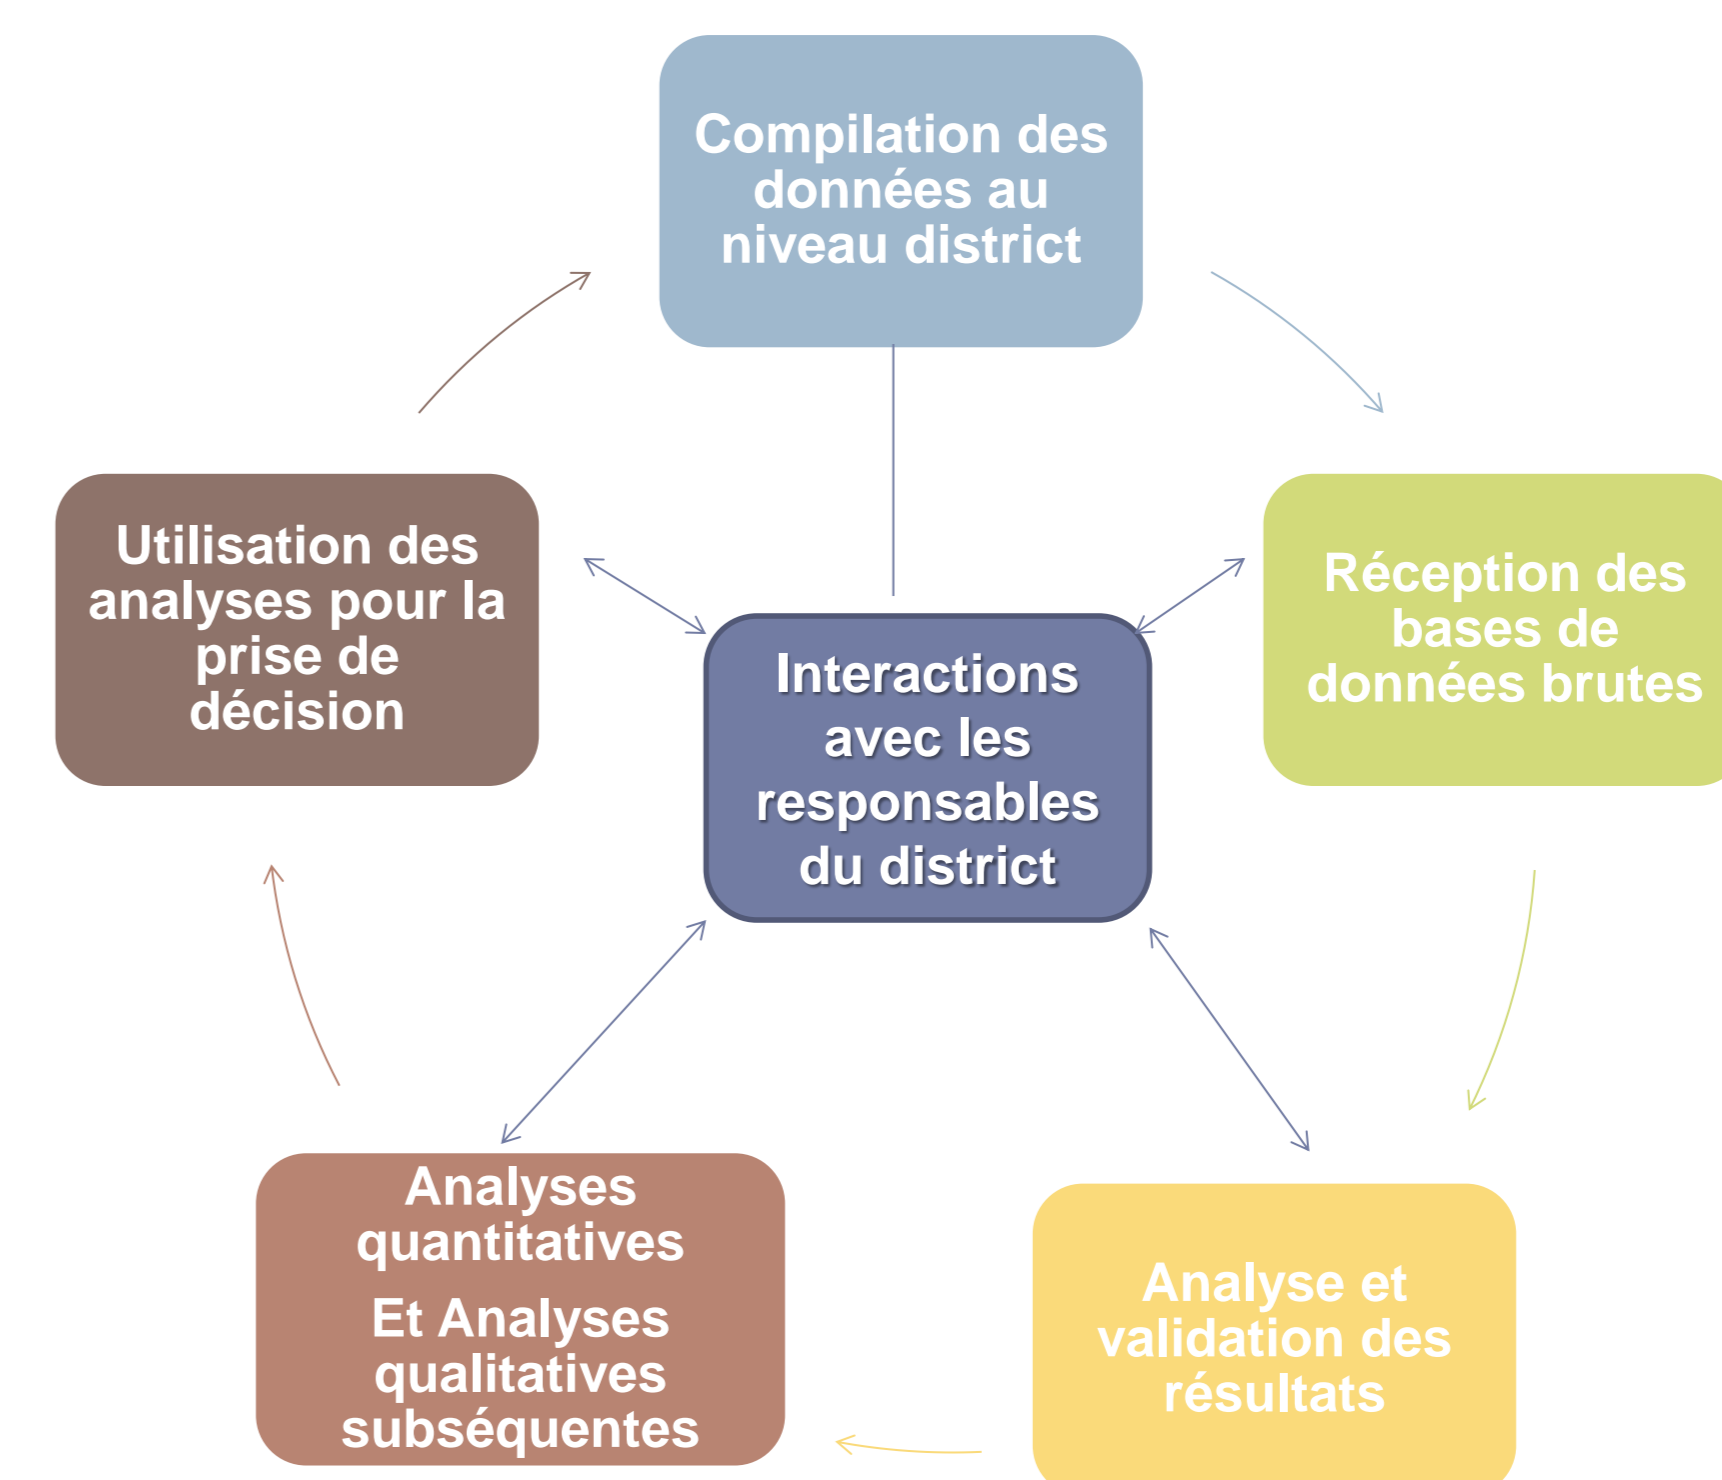 Compilation des
données au
niveau district
Utilisation des
analyses pour la
prise de
décision
Réception des
bases de
données brutes
Interactions
avec les
responsables
du district
Analyses
quantitatives
Et Analyses
qualitatives
subséquentes
Analyse et
validation des
résultats